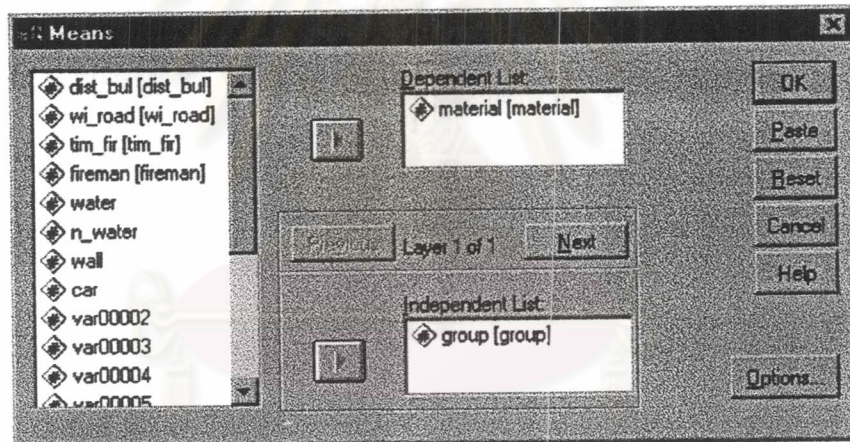 Means
dist_bul [dist_bul]
wi_road [wi_road]
tim_fir [tim_fir]
fireman [fireman]
water
n_water
wall
car
var00002
var00003
var00004
var00005
Dependent List:
material [material]
Previous
Layer 1 of 1
Next
Independent List:
group [group]
OK
Paste
Reset
Cancel
Help
Options...